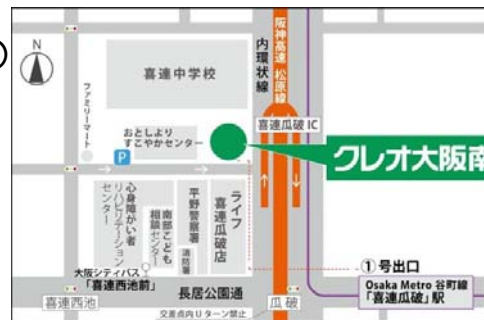 N
喜連中学校
ファミリーマート
おとしより
すこやかセンター
P
内環状線
阪神高速 松原線
喜連瓜破 IC
クレオ大阪南
心身障がい者
リハビリテーション
センター
南部こども
相談センター
平野警察署
消防署
ライフ
喜連瓜破店
大阪シティバス
「喜連西池前」
喜連西池
長居公園通
瓜破
交差点内Uターン禁止
①号出口
Osaka Metro 谷町線
「喜連瓜破」駅